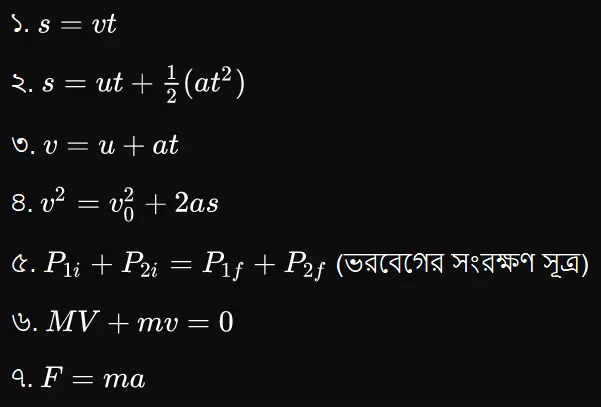 ১. s = vt
২. s = ut + ½(at²)
৩. v = u + at
৪. v² = v₀² + 2as
৫. P₁ᵢ + P₂ᵢ = P₁f + P₂f (ভরবেগের সংরক্ষণ সূত্র)
৬. MV + mv = 0
৭. F = ma